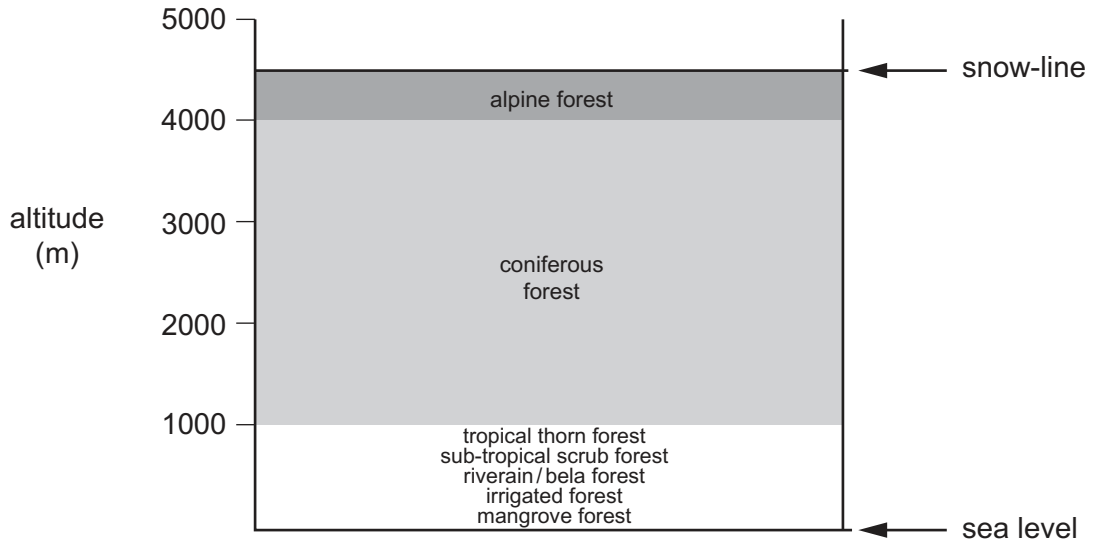 5000
snow-line
alpine forest
4000
altitude
(m)
3000
coniferous
forest
2000
1000
tropical thorn forest
sub-tropical scrub forest
riverain/bela forest
irrigated forest
mangrove forest
sea level